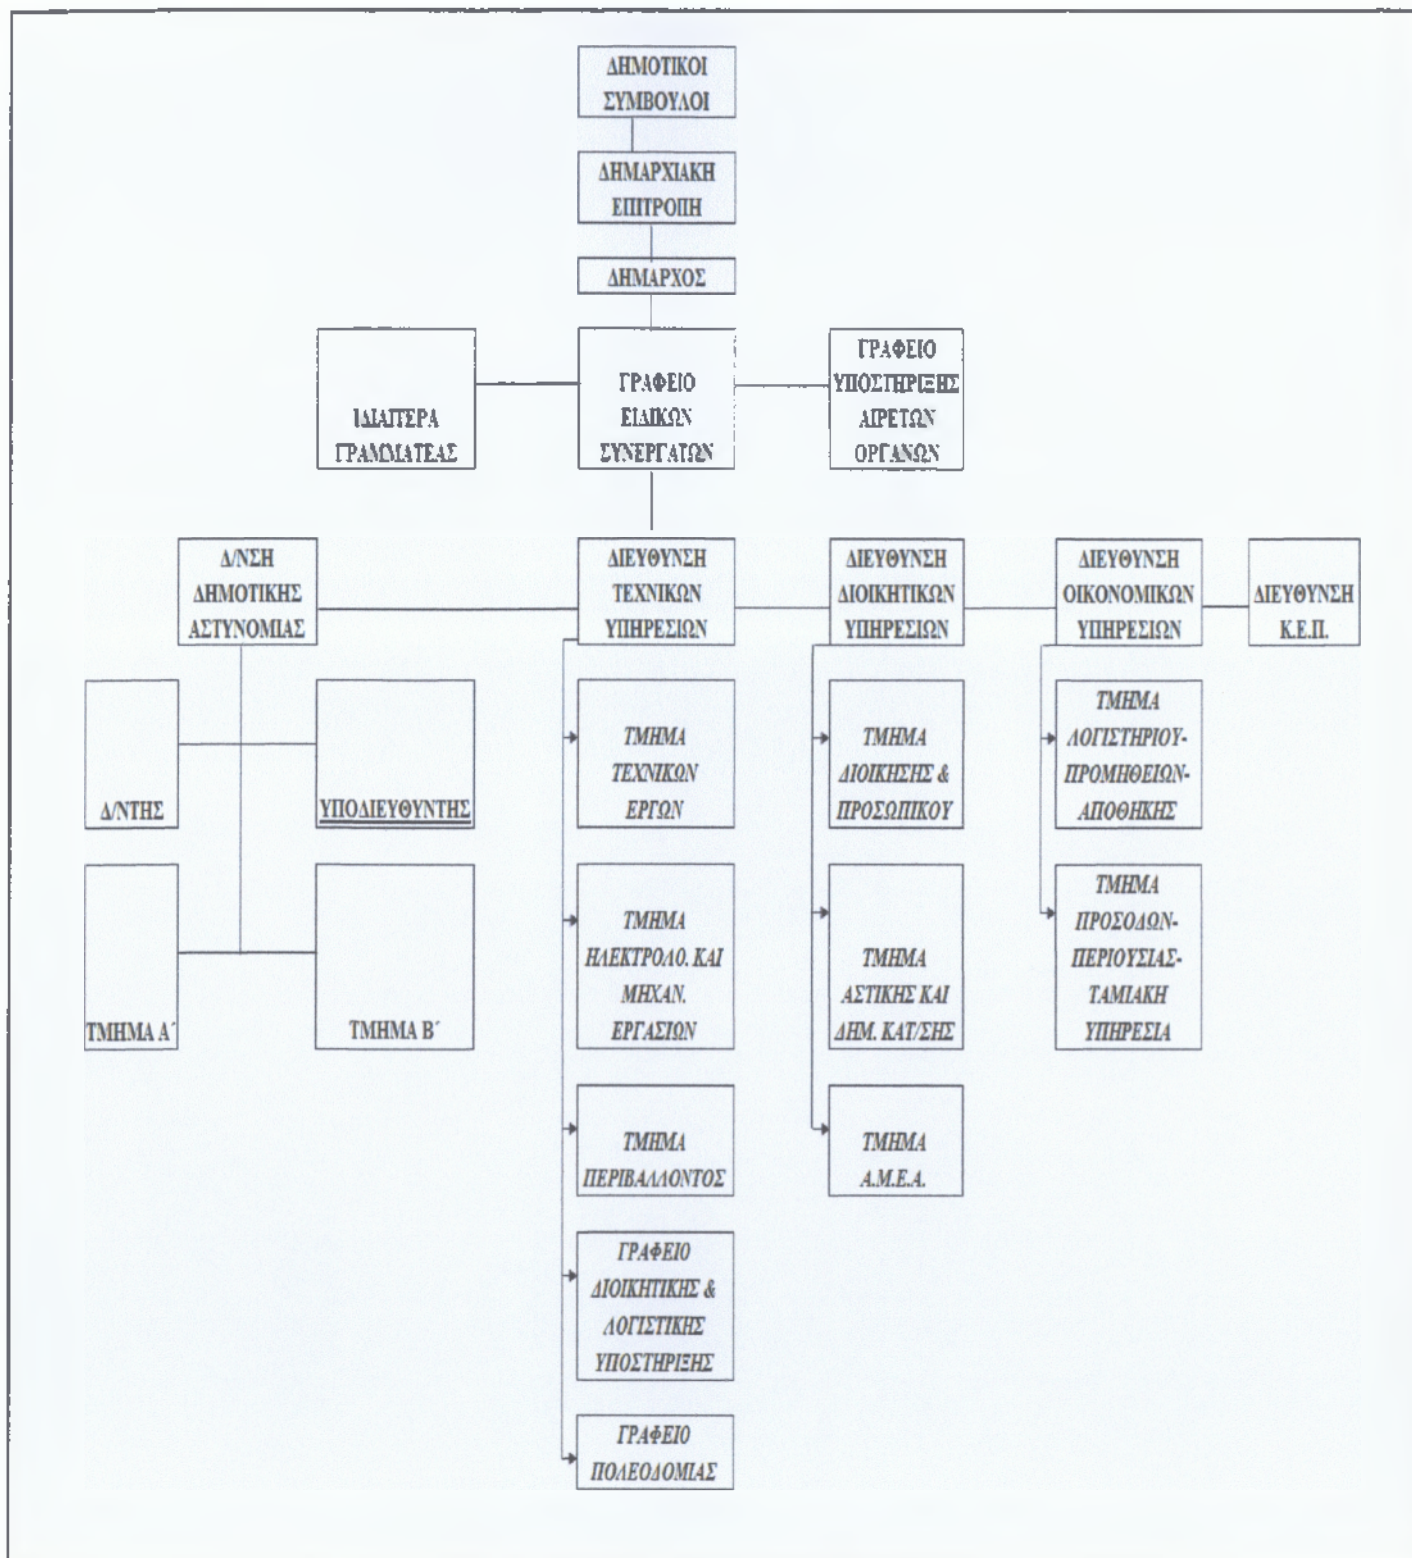 ΔΗΜΟΤΙΚΟΙ
ΣΥΜΒΟΥΛΟΙ
ΔΗΜΑΡΧΙΑΚΗ
ΕΠΙΤΡΟΠΗ
ΔΗΜΑΡΧΟΣ
ΙΔΙΑΙΤΕΡΑ
ΓΡΑΜΜΑΤΕΑΣ
ΓΡΑΦΕΙΟ
ΕΙΔΙΚΩΝ
ΣΥΝΕΡΓΑΤΩΝ
ΓΡΑΦΕΙΟ
ΥΠΟΣΤΗΡΙΞΗΣ
ΑΙΡΕΤΩΝ
ΟΡΓΑΝΩΝ
Δ/ΝΣΗ
ΔΗΜΟΤΙΚΗΣ
ΑΣΤΥΝΟΜΙΑΣ
ΔΙΕΥΘΥΝΣΗ
ΤΕΧΝΙΚΩΝ
ΥΠΗΡΕΣΙΩΝ
ΔΙΕΥΘΥΝΣΗ
ΔΙΟΙΚΗΤΙΚΩΝ
ΥΠΗΡΕΣΙΩΝ
ΔΙΕΥΘΥΝΣΗ
ΟΙΚΟΝΟΜΙΚΩΝ
ΥΠΗΡΕΣΙΩΝ
ΔΙΕΥΘΥΝΣΗ
Κ.Ε.Π.
Δ/ΝΤΗΣ
ΥΠΟΔΙΕΥΘΥΝΤΗΣ
ΤΜΗΜΑ Α΄
ΤΜΗΜΑ Β΄
ΤΜΗΜΑ
ΤΕΧΝΙΚΩΝ
ΕΡΓΩΝ
ΤΜΗΜΑ
ΗΛΕΚΤΡΟΛΟ. ΚΑΙ
ΜΗΧΑΝ.
ΕΡΓΑΣΙΩΝ
ΤΜΗΜΑ
ΠΕΡΙΒΑΛΛΟΝΤΟΣ
ΓΡΑΦΕΙΟ
ΔΙΟΙΚΗΤΙΚΗΣ &
ΛΟΓΙΣΤΙΚΗΣ
ΥΠΟΣΤΗΡΙΞΗΣ
ΓΡΑΦΕΙΟ
ΠΟΛΕΟΔΟΜΙΑΣ
ΤΜΗΜΑ
ΔΙΟΙΚΗΣΗΣ &
ΠΡΟΣΩΠΙΚΟΥ
ΤΜΗΜΑ
ΑΣΤΙΚΗΣ ΚΑΙ
ΔΗΜ. ΚΑΤ/ΣΗΣ
ΤΜΗΜΑ
Α.Μ.Ε.Α.
ΤΜΗΜΑ
ΛΟΓΙΣΤΗΡΙΟΥ-
ΠΡΟΜΗΘΕΙΩΝ-
ΑΠΟΘΗΚΗΣ
ΤΜΗΜΑ
ΠΡΟΣΟΔΩΝ-
ΠΕΡΙΟΥΣΙΑΣ-
ΤΑΜΙΑΚΗ
ΥΠΗΡΕΣΙΑ